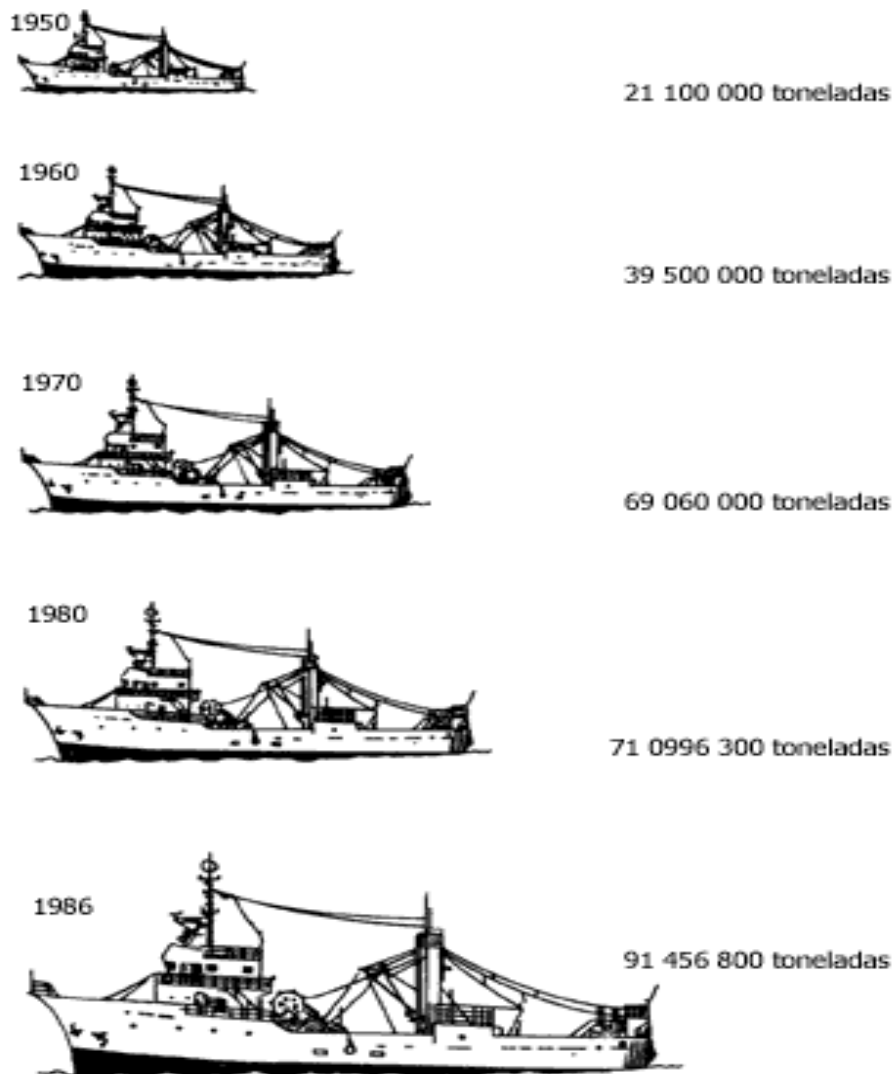 1950
21 100 000 toneladas
1960
39 500 000 toneladas
1970
69 060 000 toneladas
1980
71 0996 300 toneladas
1986
91 456 800 toneladas